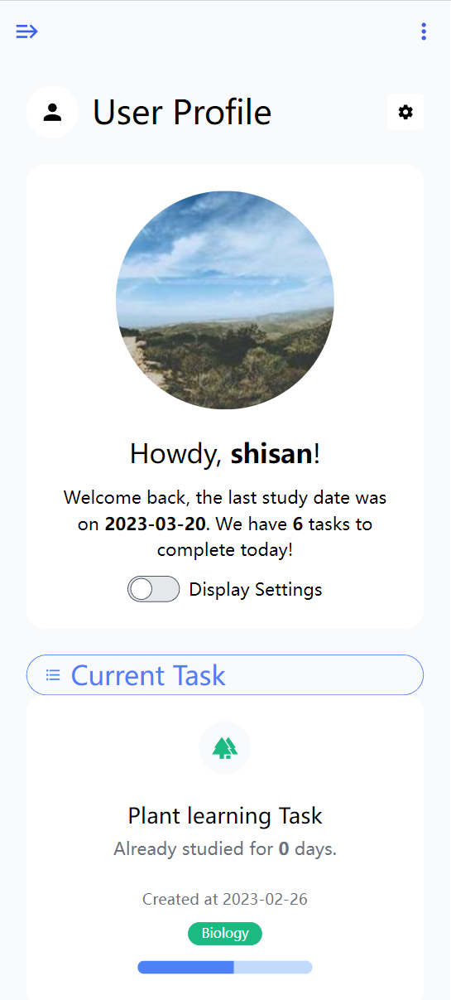 User Profile
Howdy, shisan!
Welcome back, the last study date was
on 2023-03-20. We have 6 tasks to
complete today!
Display Settings
Current Task
Plant learning Task
Already studied for 0 days.
Created at 2023-02-26
Biology